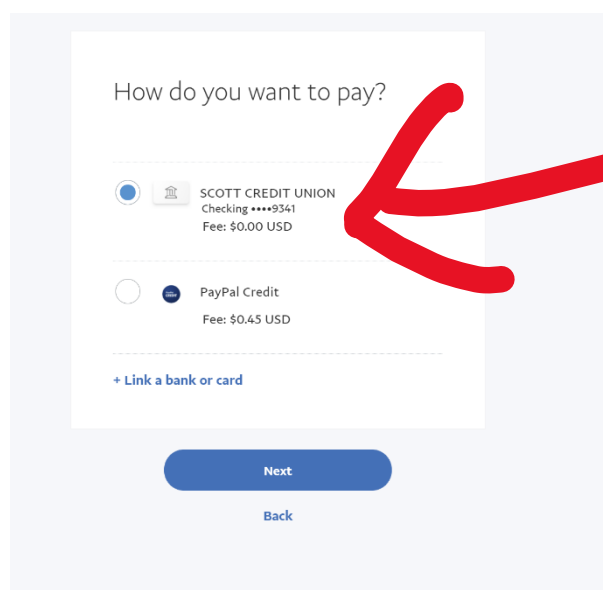 How do you want to pay?
SCOTT CREDIT UNION
Checking ••••9341
Fee: $0.00 USD
PayPal Credit
Fee: $0.45 USD
+ Link a bank or card
Next
Back